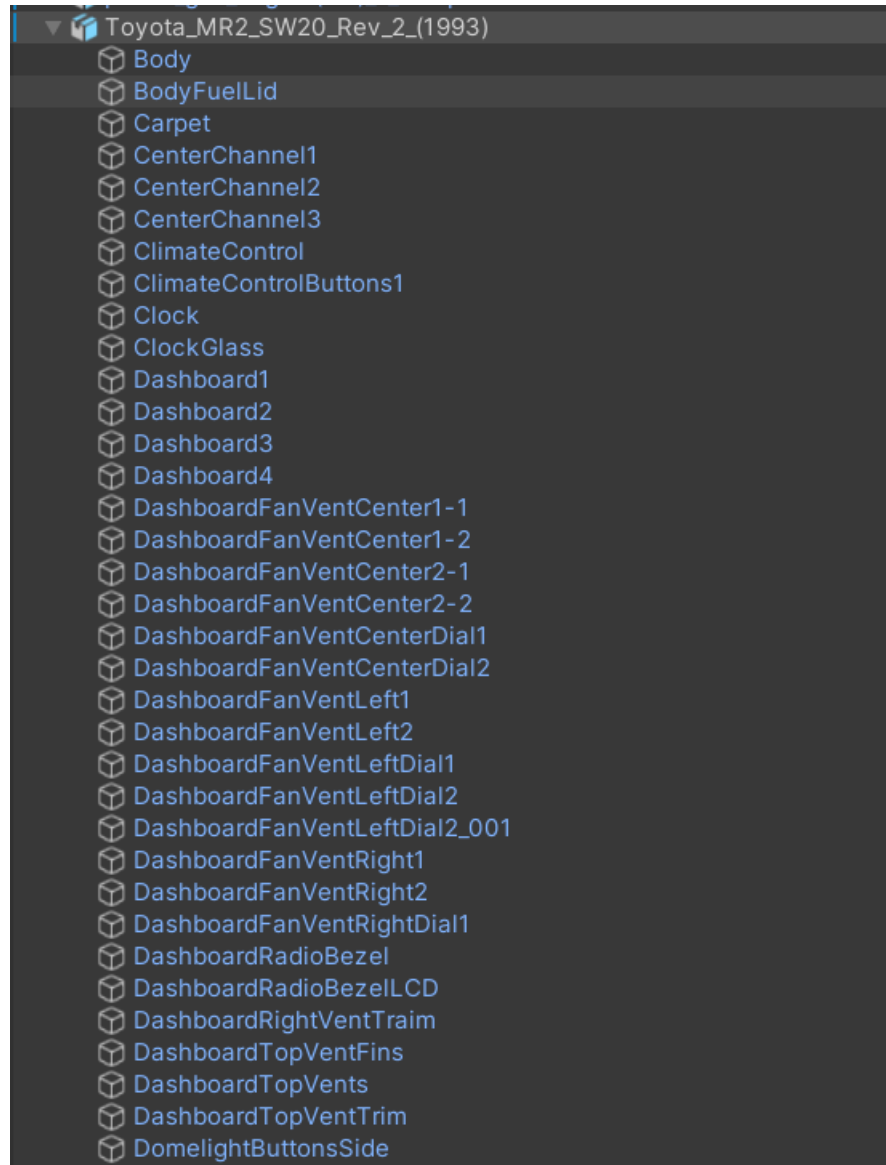 Toyota_MR2_SW20_Rev_2_(1993)
Body
BodyFuelLid
Carpet
CenterChannel1
CenterChannel2
CenterChannel3
ClimateControl
ClimateControlButtons1
Clock
ClockGlass
Dashboard1
Dashboard2
Dashboard3
Dashboard4
DashboardFanVentCenter1-1
DashboardFanVentCenter1-2
DashboardFanVentCenter2-1
DashboardFanVentCenter2-2
DashboardFanVentCenterDial1
DashboardFanVentCenterDial2
DashboardFanVentLeft1
DashboardFanVentLeft2
DashboardFanVentLeftDial1
DashboardFanVentLeftDial2
DashboardFanVentLeftDial2_001
DashboardFanVentRight1
DashboardFanVentRight2
DashboardFanVentRightDial1
DashboardRadioBezel
DashboardRadioBezelLCD
DashboardRightVentTraim
DashboardTopVentFins
DashboardTopVents
DashboardTopVentTrim
DomelightButtonsSide